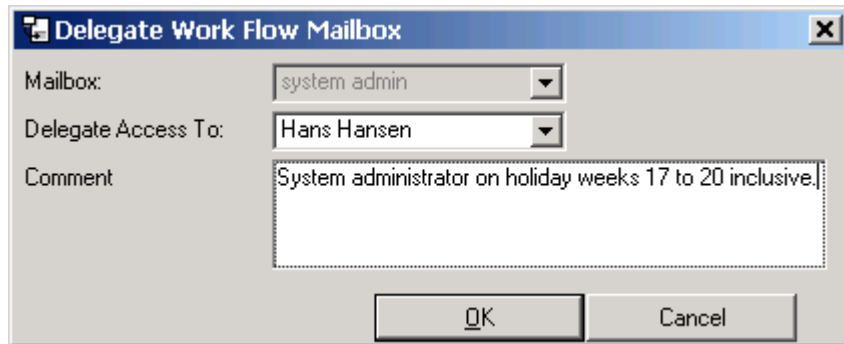 Delegate Work Flow Mailbox
Mailbox: system admin
Delegate Access To: Hans Hansen
Comment System administrator on holiday weeks 17 to 20 inclusive.
OK Cancel